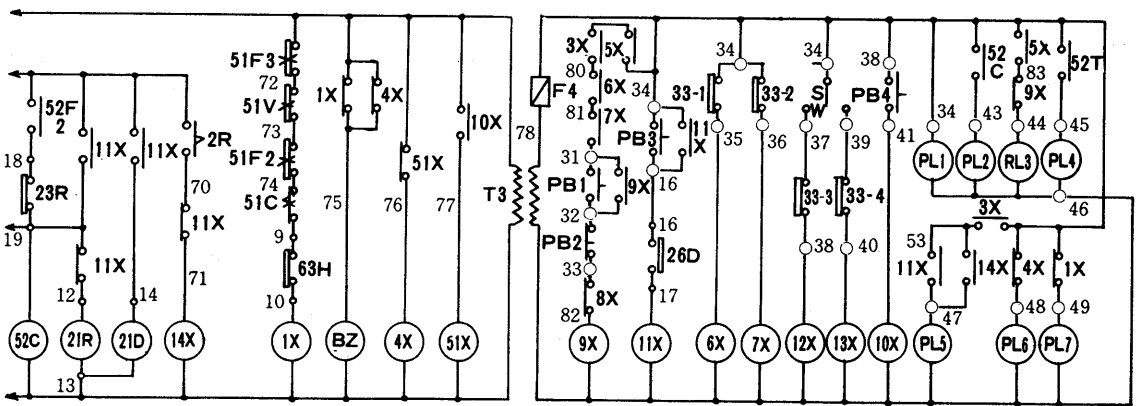 51F3
72
51V
73
51F2
74
51C
9
63H
10
1X
52F
2
18
23R
19
52C
11X
11X
12
21R
13
11X
14
21D
2R
70
11X
71
14X
1X
4X
75
BZ
51X
76
4X
10X
77
51X
T3
78
F4
3X
5X
80
6X
81
7X
31
PB1
9X
32
PB2
33
8X
82
9X
34
PB3
11
X
16
16
26D
17
11X
34
33-1
33-2
35
36
6X
7X
34
S
W
37
39
33-3
33-4
38
40
12X
13X
38
PB4
41
10X
34
PL1
52
C
43
PL2
5X
83
9X
44
RL3
52T
45
PL4
46
3X
53
11X
14X
47
PL5
4X
48
PL6
1X
49
PL7